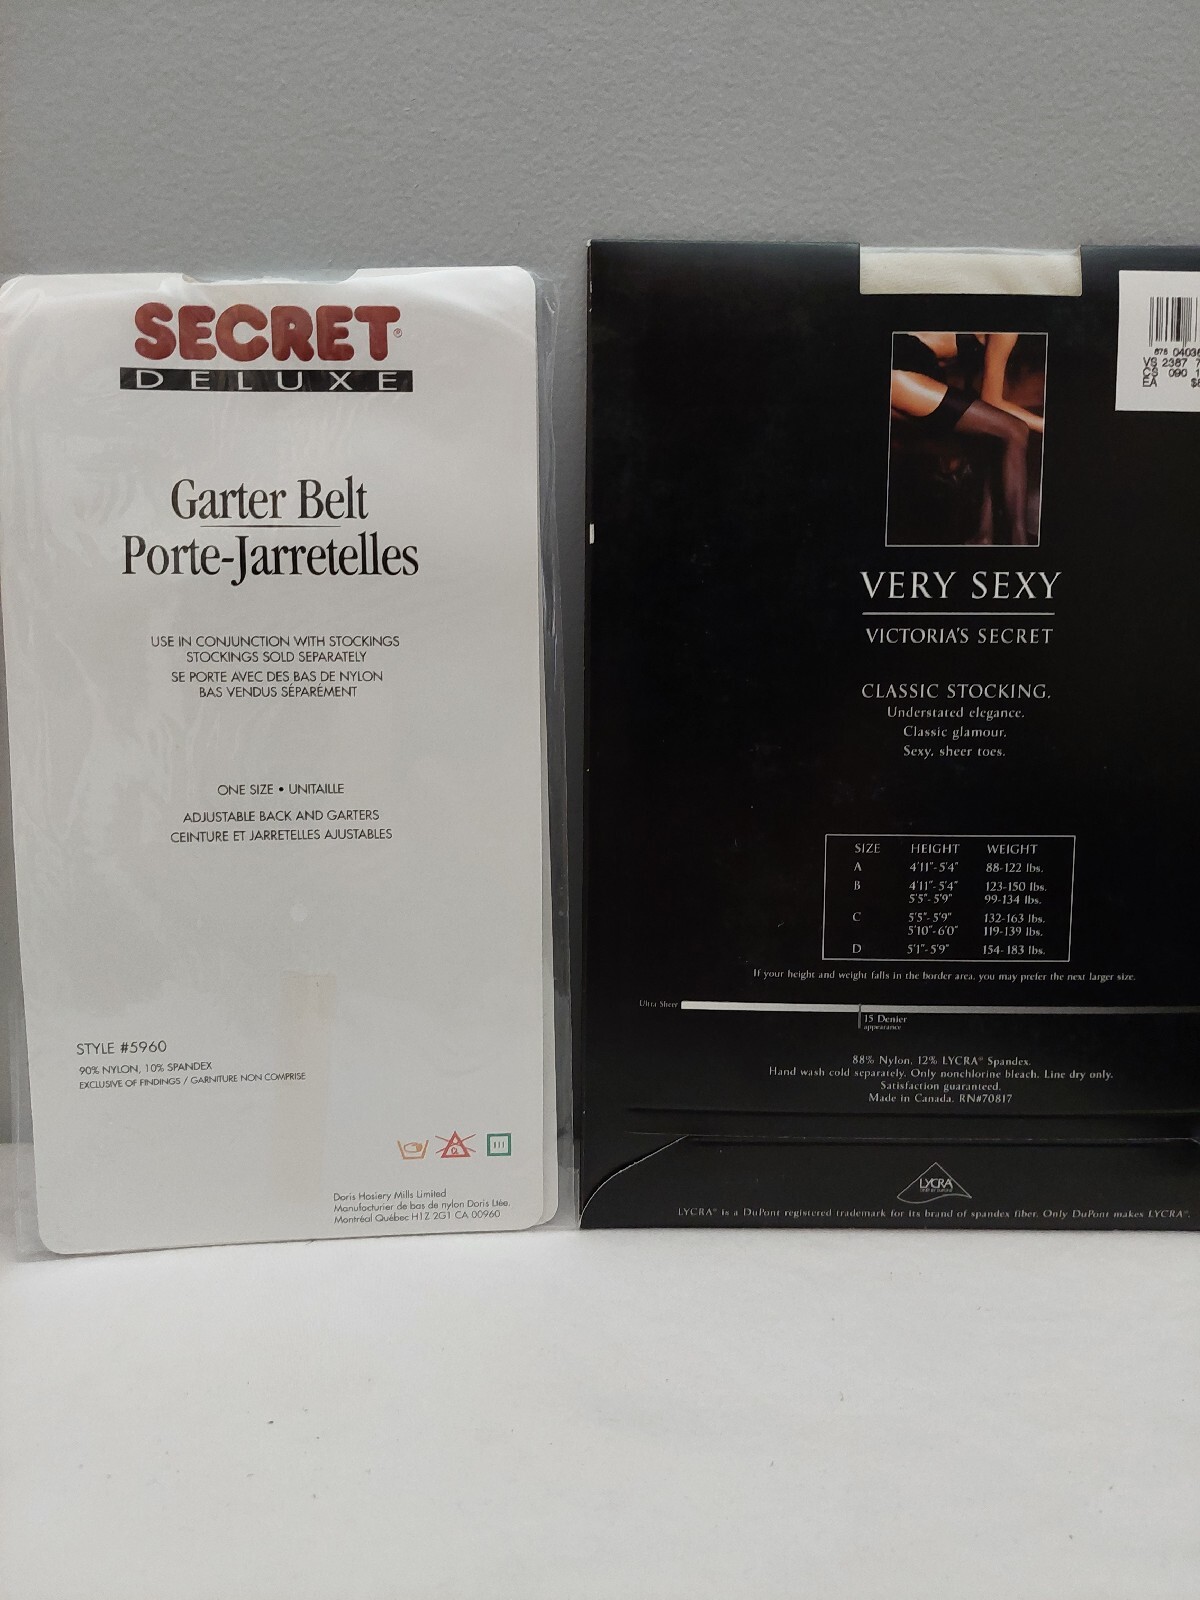 SECRET®
DELUXE
Garter Belt
Porte-Jarretelles
USE IN CONJUNCTION WITH STOCKINGS
STOCKINGS SOLD SEPARATELY
SE PORTE AVEC DES BAS DE NYLON
BAS VENDUS SÉPARÉMENT
ONE SIZE • UNITAILLE
ADJUSTABLE BACK AND GARTERS
CEINTURE ET JARRETELLES AJUSTABLES
STYLE #5960
90% NYLON, 10% SPANDEX
EXCLUSIVE OF FINDINGS / GARNITURE NON COMPRISE
Doris Hosiery Mills Limited
Manufacturier de bas de nylon Doris Ltée.
Montréal Québec H1Z 2G1 CA 00960
VS 2387 7
CS 090 1
EA $
VERY SEXY
VICTORIA'S SECRET
CLASSIC STOCKING.
Understated elegance.
Classic glamour.
Sexy, sheer toes.
SIZE HEIGHT WEIGHT
A 4'11"-5'4" 88-122 lbs.
B 4'11"-5'4" 123-150 lbs.
5'5"-5'9" 99-134 lbs.
C 5'5"-5'9" 132-163 lbs.
5'10"-6'0" 119-139 lbs.
D 5'1"-5'9" 154-183 lbs.
If your height and weight falls in the border area, you may prefer the next larger size.
Ultra Sheer
15 Denier
appearance
88% Nylon, 12% LYCRA® Spandex.
Hand wash cold separately. Only nonchlorine bleach. Line dry only.
Satisfaction guaranteed.
Made in Canada. RN#70817
LYCRA
LYCRA® is a DuPont registered trademark for its brand of spandex fiber. Only DuPont makes LYCRA®.